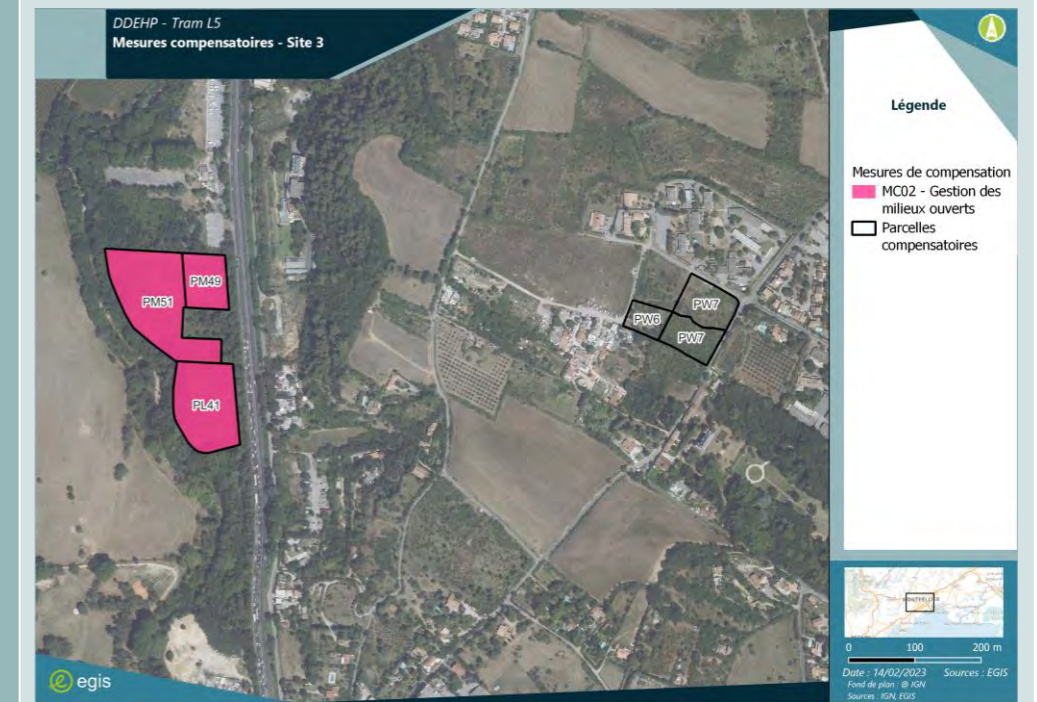 DDEHP - Tram L5
Mesures compensatoires - Site 3
Légende
Mesures de compensation
MC02 - Gestion des
milieux ouverts
Parcelles
compensatoires
PM49
PM51
PL41
PW7
PW6
PW7
MONTPELLIER
0 100 200 m
Date : 14/02/2023 Sources : EGIS
Fond de plan : @ IGN
Sources : IGN, EGIS
egis